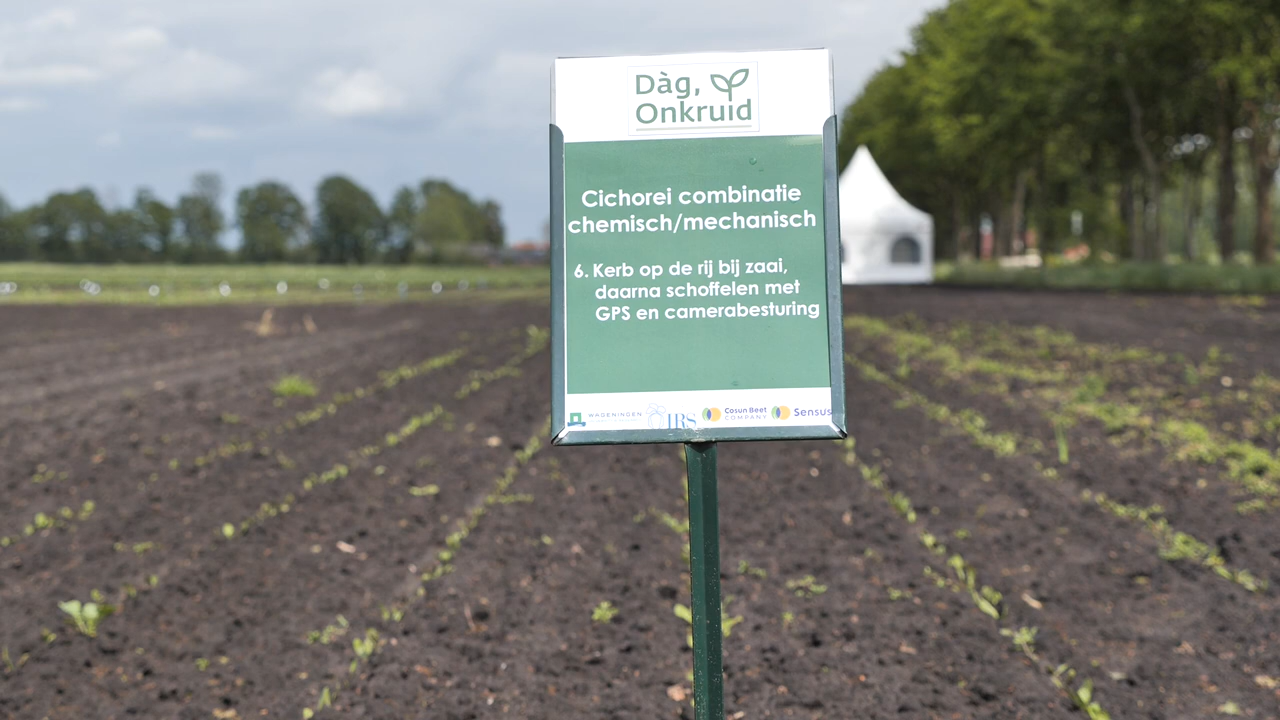 Dàg,
Onkruid
Cichorei combinatie
chemisch/mechanisch
6. Kerb op de rij bij zaai,
daarna schoffelen met
GPS en camerabesturing
WAGENINGEN
IRS
Cosun Beet
COMPANY
Sensus